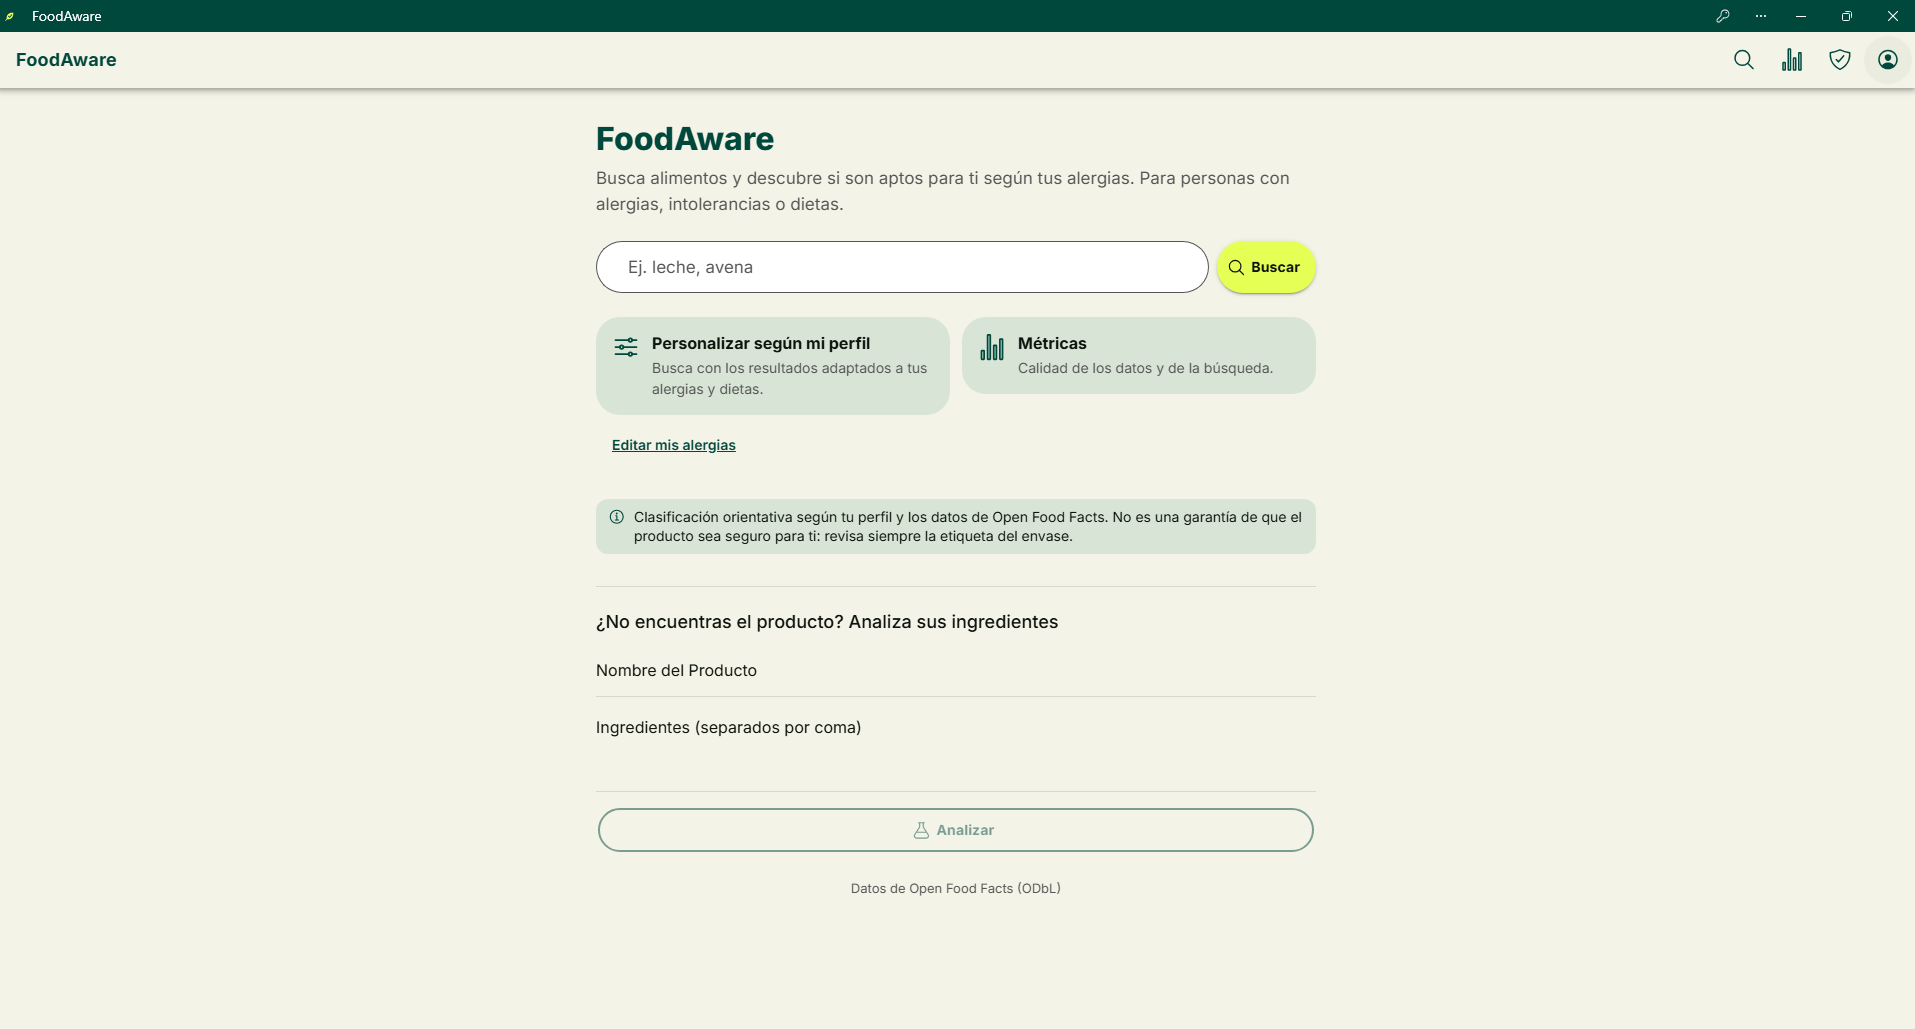 FoodAware
FoodAware
FoodAware
Busca alimentos y descubre si son aptos para ti según tus alergias. Para personas con
alergias, intolerancias o dietas.
Ej. leche, avena
Buscar
Personalizar según mi perfil
Busca con los resultados adaptados a tus
alergias y dietas.
Métricas
Calidad de los datos y de la búsqueda.
Editar mis alergias
Clasificación orientativa según tu perfil y los datos de Open Food Facts. No es una garantía de que el
producto sea seguro para ti: revisa siempre la etiqueta del envase.
¿No encuentras el producto? Analiza sus ingredientes
Nombre del Producto
Ingredientes (separados por coma)
Analizar
Datos de Open Food Facts (ODbL)